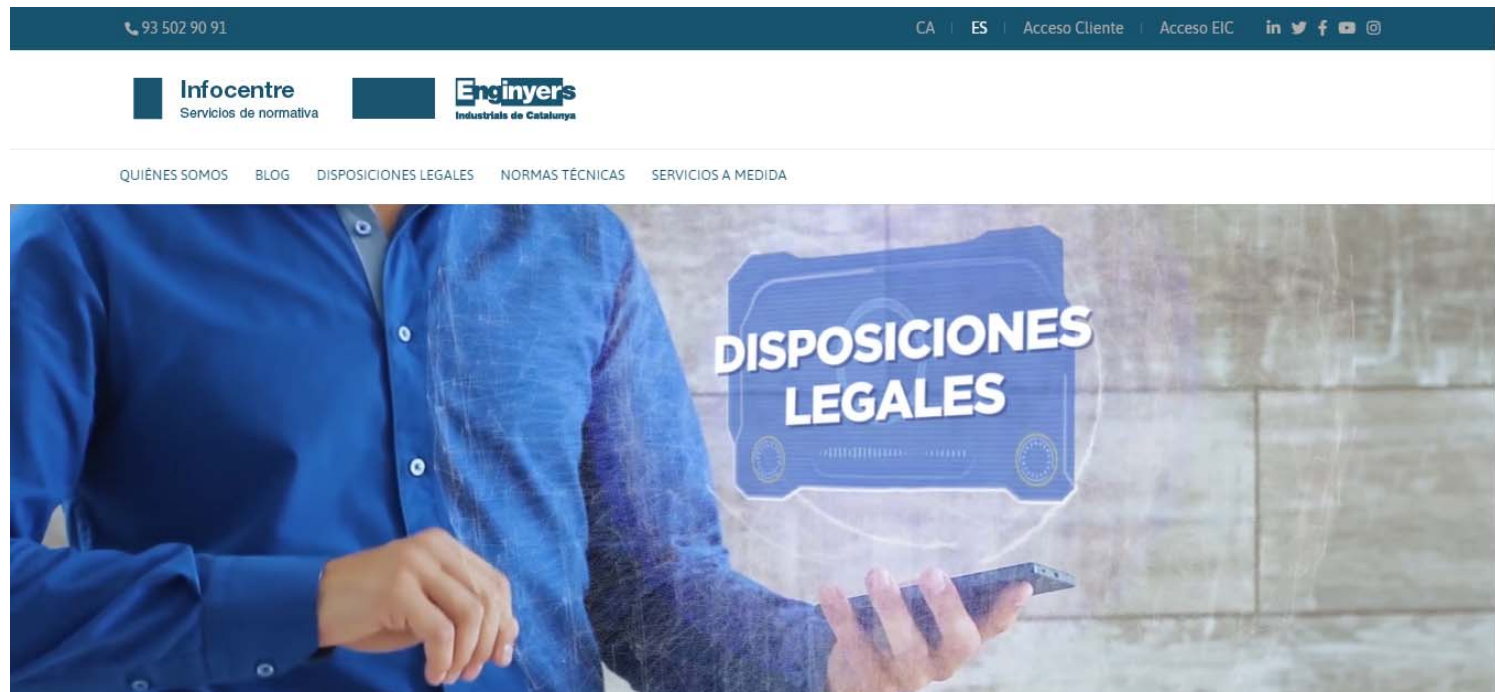 93 502 90 91
CA | ES | Acceso Cliente | Acceso EIC
Infocentre
Servicios de normativa
Enginyers
Industrials de Catalunya
QUIÉNES SOMOS BLOG DISPOSICIONES LEGALES NORMAS TÉCNICAS SERVICIOS A MEDIDA
DISPOSICIONES
LEGALES